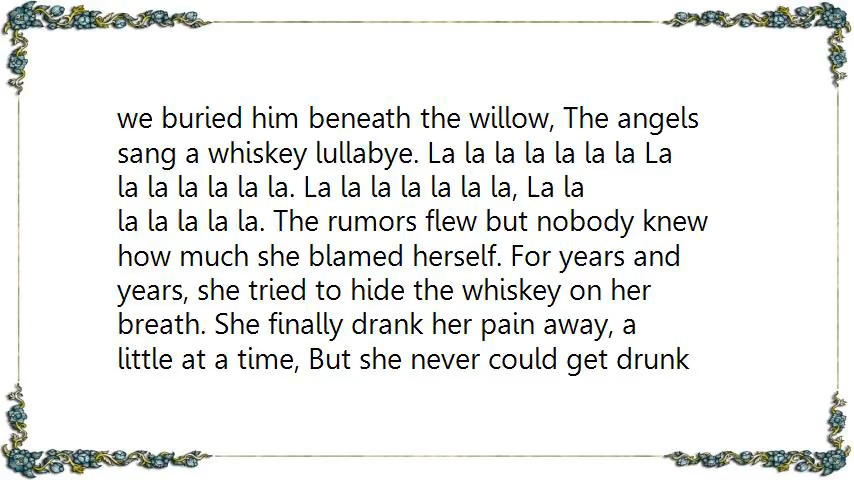 we buried him beneath the willow, The angels
sang a whiskey lullabye. La la la la la la la La
la la la la la la. La la la la la la la, La la
la la la la la. The rumors flew but nobody knew
how much she blamed herself. For years and
years, she tried to hide the whiskey on her
breath. She finally drank her pain away, a
little at a time, But she never could get drunk